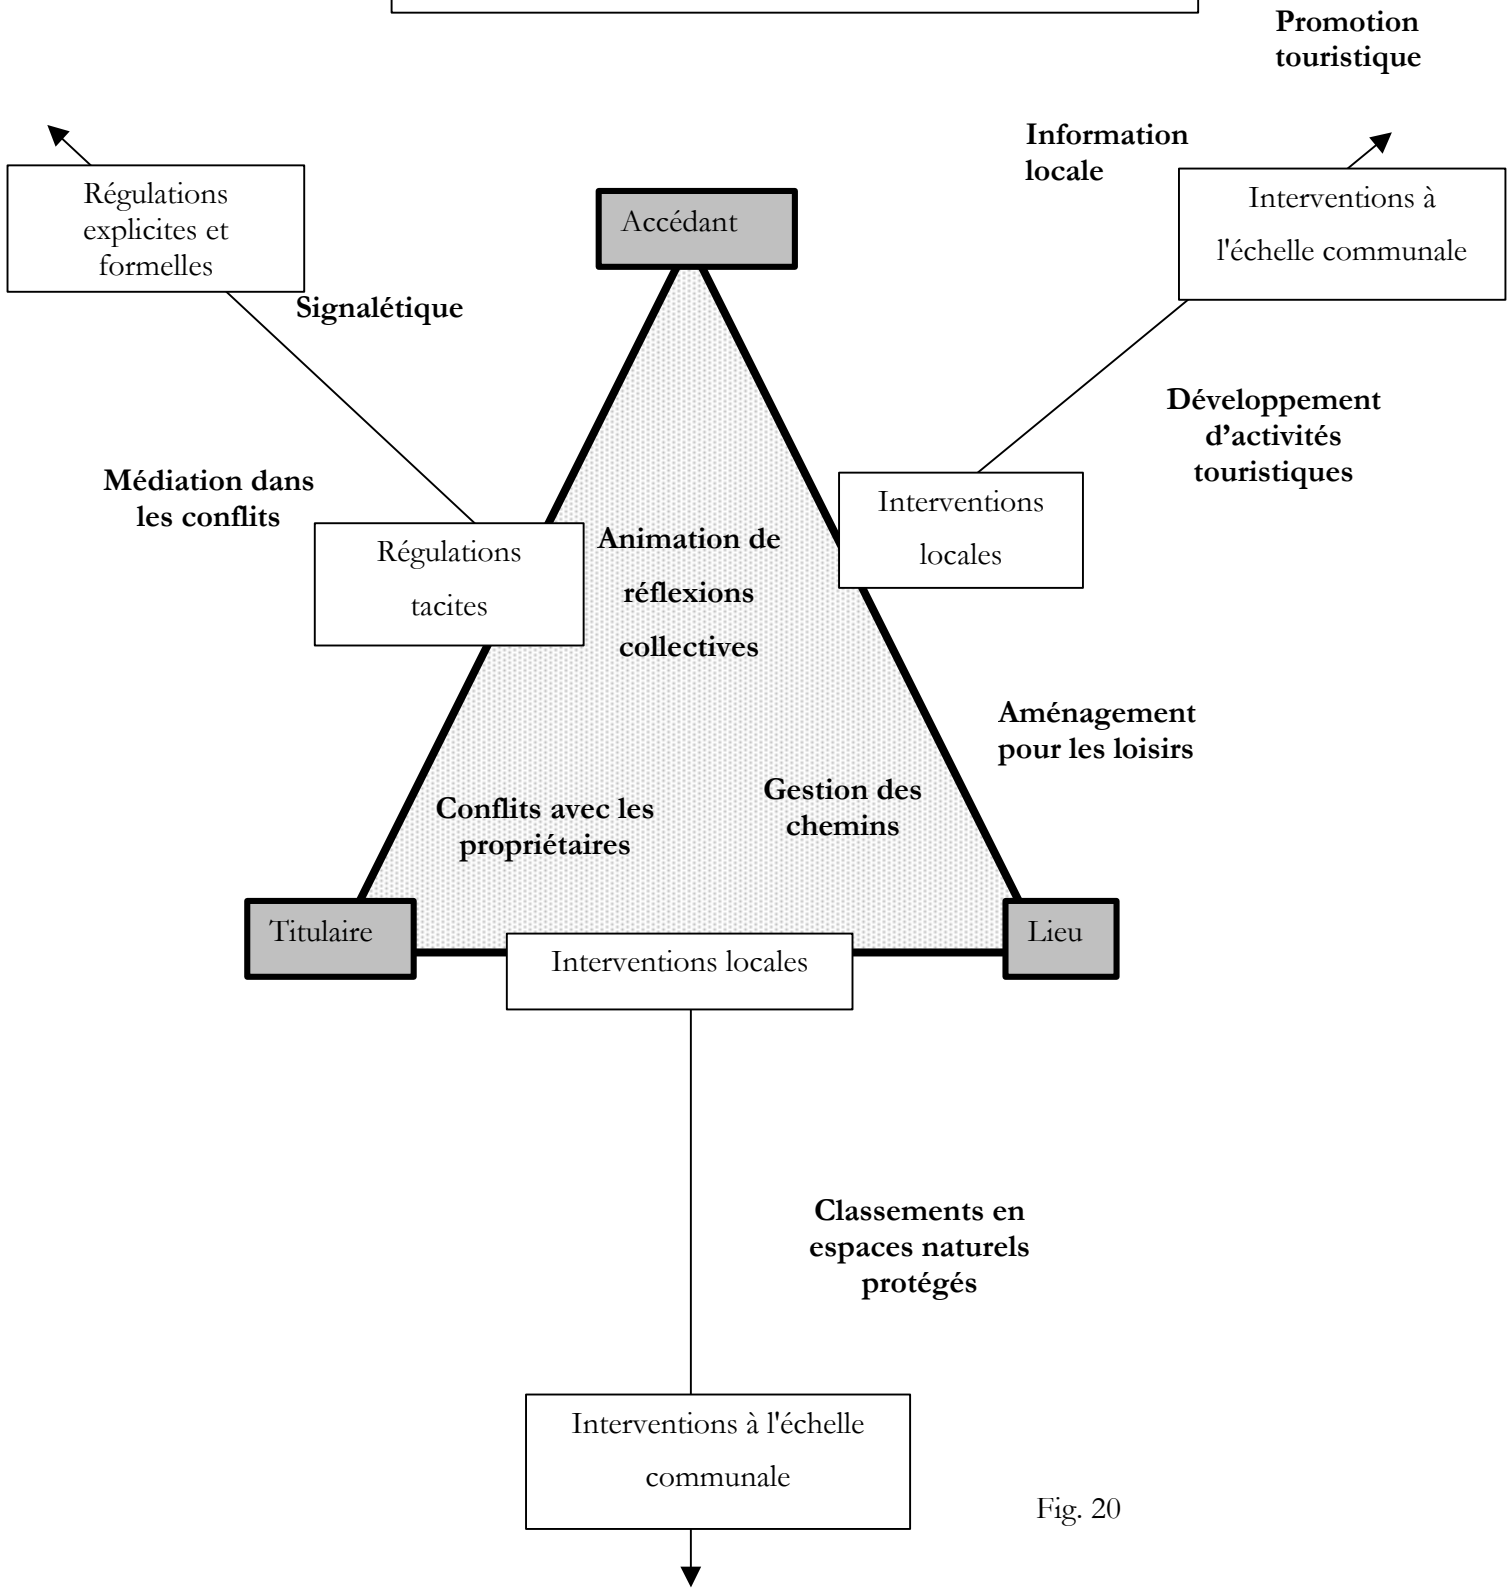 Promotion
touristique
Information
locale
Régulations
explicites et
formelles
Accédant
Interventions à
l'échelle communale
Signalétique
Développement
d’activités
touristiques
Médiation dans
les conflits
Interventions
locales
Régulations
tacites
Animation de
réflexions
collectives
Aménagement
pour les loisirs
Conflits avec les
propriétaires
Gestion des
chemins
Titulaire
Lieu
Interventions locales
Classements en
espaces naturels
protégés
Interventions à l'échelle
communale
Fig. 20